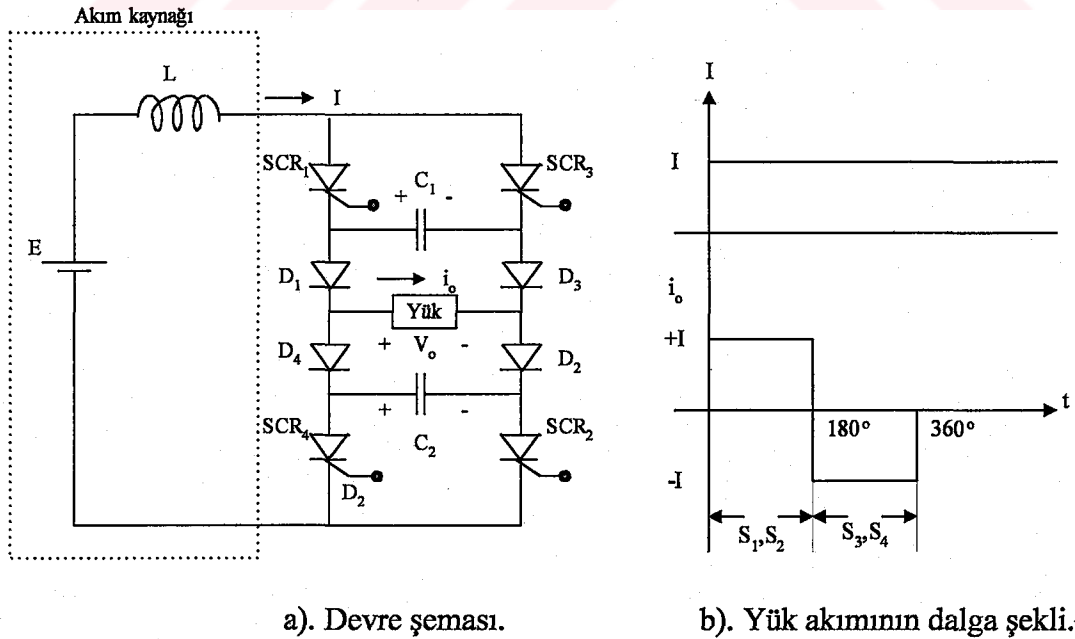 Akım kaynağı
L
I
SCR₁
SCR₃
+ C₁ -
E
D₁
i₀
D₃
Yük
D₄
+ V₀ -
D₂
+ -
SCR₄
C₂
SCR₂
D₂
I
I
i₀
+I
t
180° 360°
-I
S₁,S₂ S₃,S₄
a). Devre şeması.
b). Yük akımının dalga şekli.